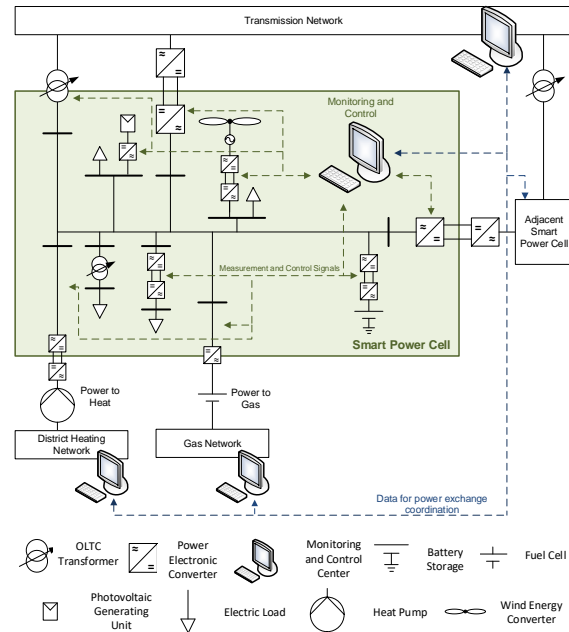 Transmission Network
Monitoring and
Control
Adjacent
Smart
Power Cell
Measurement and Control Signals
Smart Power Cell
Power to
Heat
Power to
Gas
District Heating
Network
Gas Network
Data for power exchange
coordination
OLTC
Transformer
Power
Electronic
Converter
Monitoring
and Control
Center
Battery
Storage
Fuel Cell
Photovoltaic
Generating
Unit
Electric Load
Heat Pump
Wind Energy
Converter